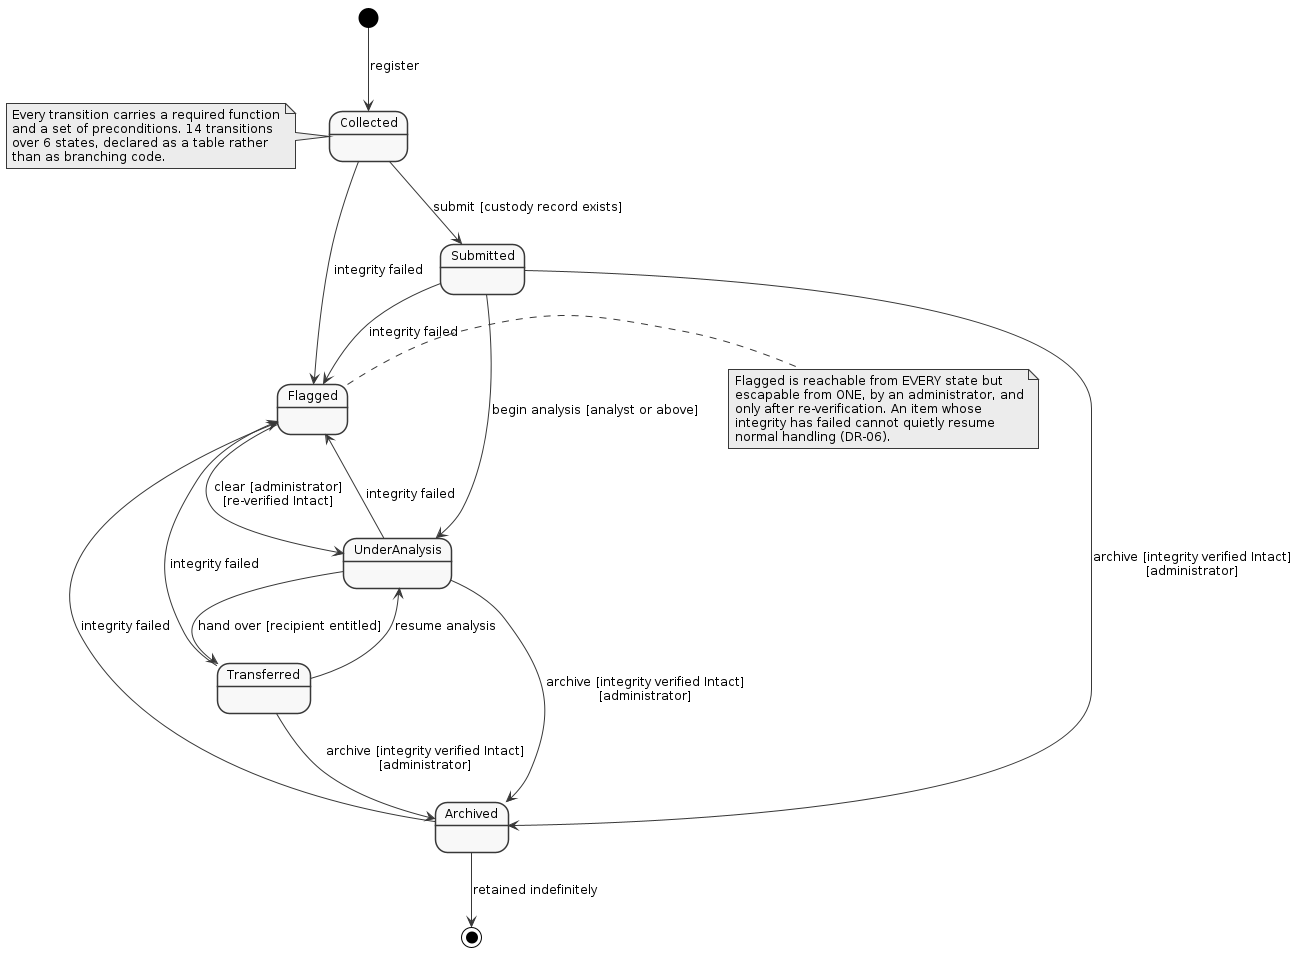 register
Every transition carries a required function
and a set of preconditions. 14 transitions
over 6 states, declared as a table rather
than as branching code.
Collected
submit [custody record exists]
Submitted
integrity failed
integrity failed
Flagged
Flagged is reachable from EVERY state but
escapable from ONE, by an administrator, and
only after re-verification. An item whose
integrity has failed cannot quietly resume
normal handling (DR-06).
begin analysis [analyst or above]
clear [administrator]
[re-verified Intact]
integrity failed
UnderAnalysis
integrity failed
archive [integrity verified Intact]
[administrator]
integrity failed
hand over [recipient entitled]
resume analysis
Transferred
archive [integrity verified Intact]
[administrator]
archive [integrity verified Intact]
[administrator]
Archived
retained indefinitely